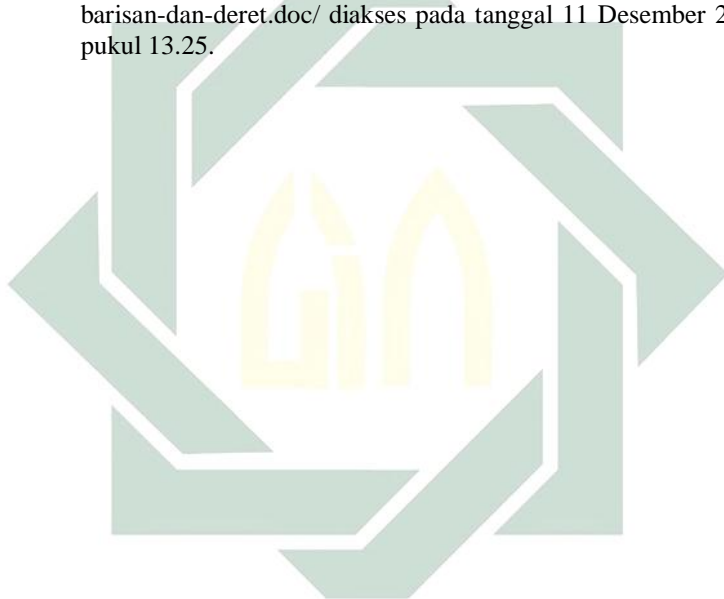 barisan-dan-deret.doc/ diakses pada tanggal 11 Desember 2
pukul 13.25.